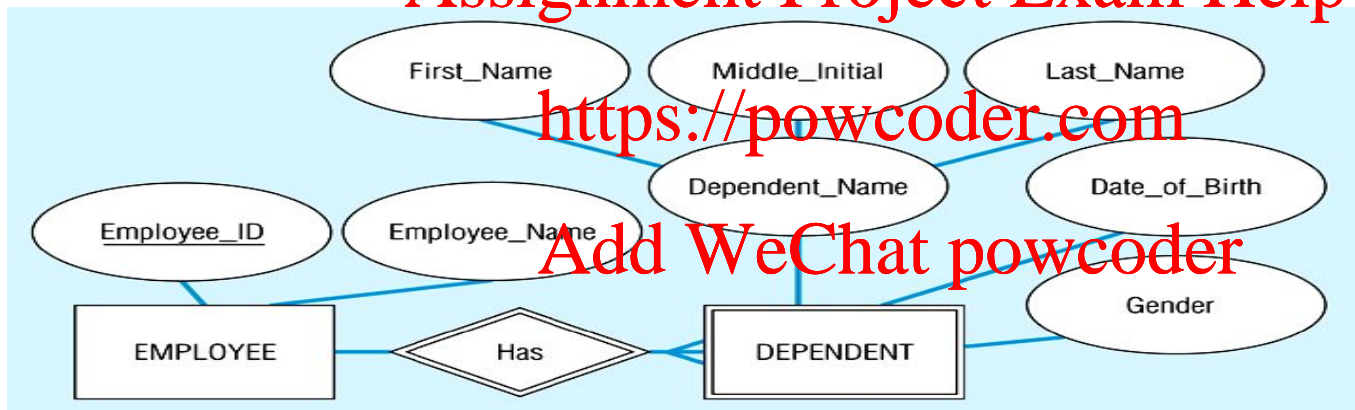 Assignment Project Exam Help
First_Name
Middle_Initial
Last_Name
https://powcoder.com
Dependent_Name
Date_of_Birth
Employee_ID
Employee_Name
Add WeChat powcoder
Gender
EMPLOYEE
Has
DEPENDENT